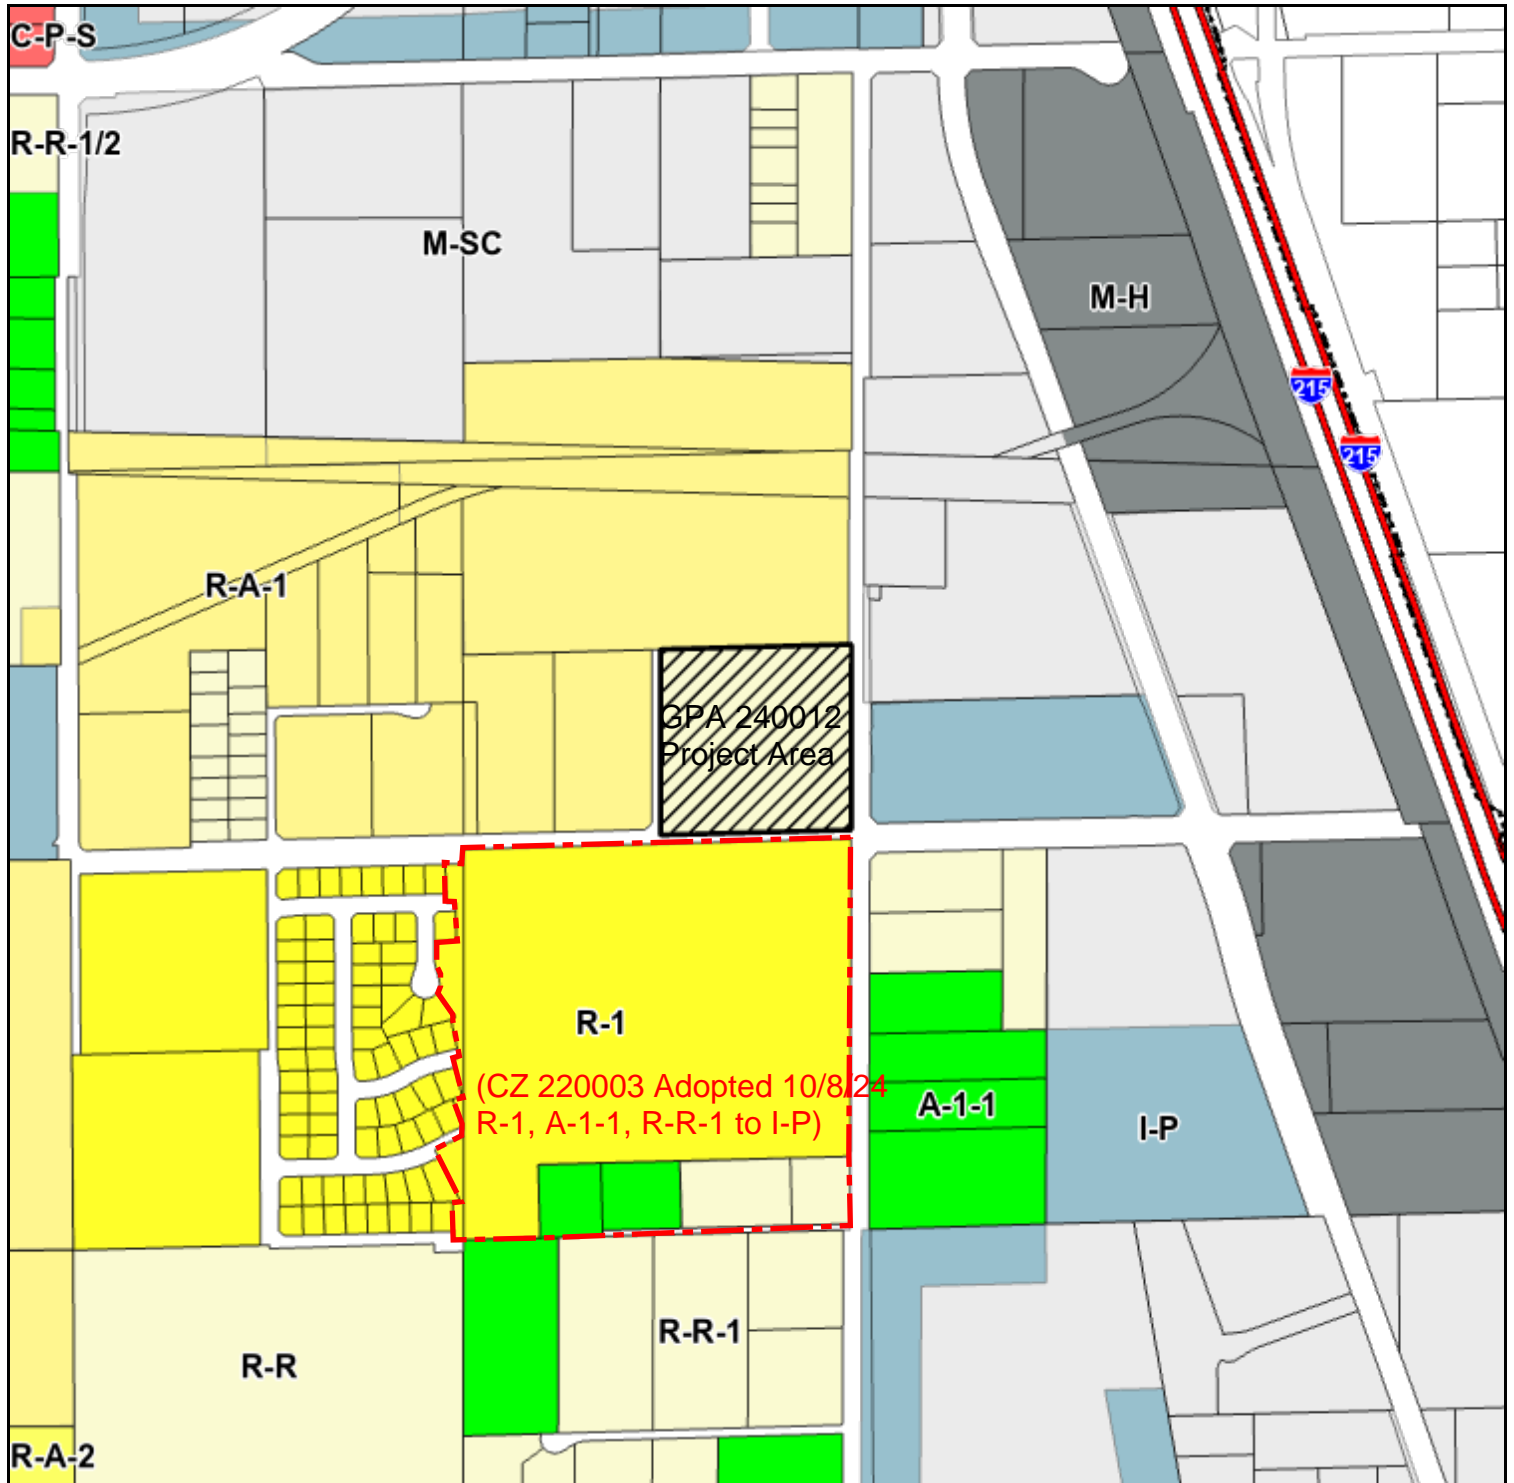 C-P-S
R-R-1/2
M-SC
M-H
215
215
R-A-1
GPA 240012
Project Area
R-1
(CZ 220003 Adopted 10/8/24
R-1, A-1-1, R-R-1 to I-P)
A-1-1
I-P
R-R-1
R-R
R-A-2